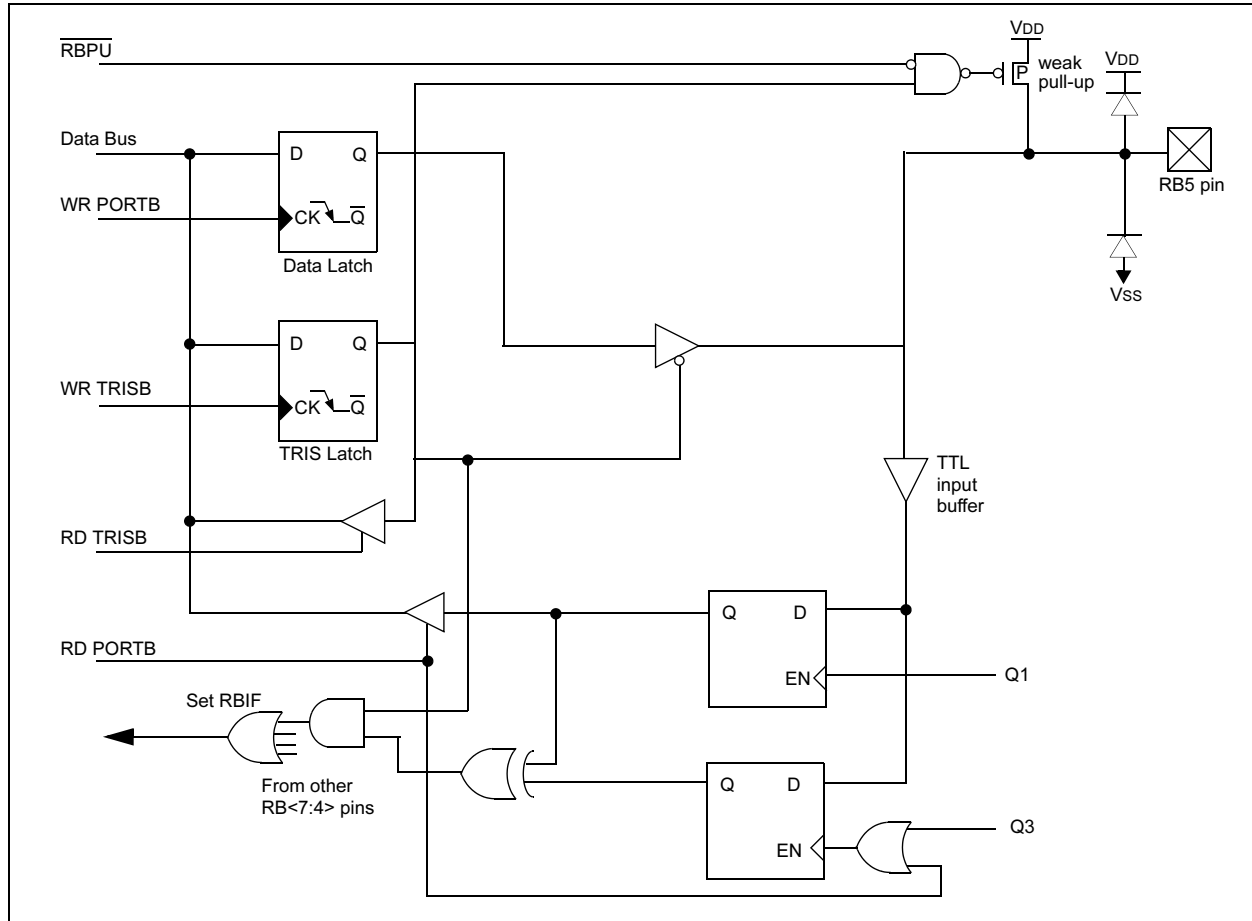 RBPU
VDD
P
weak
pull-up
VDD
Data Bus
D Q
RB5 pin
WR PORTB
CK Q
Data Latch
VSS
D Q
WR TRISB
CK Q
TRIS Latch
TTL
input
buffer
RD TRISB
Q D
RD PORTB
EN
Q1
Set RBIF
Q D
From other
RB<7:4> pins
Q3
EN